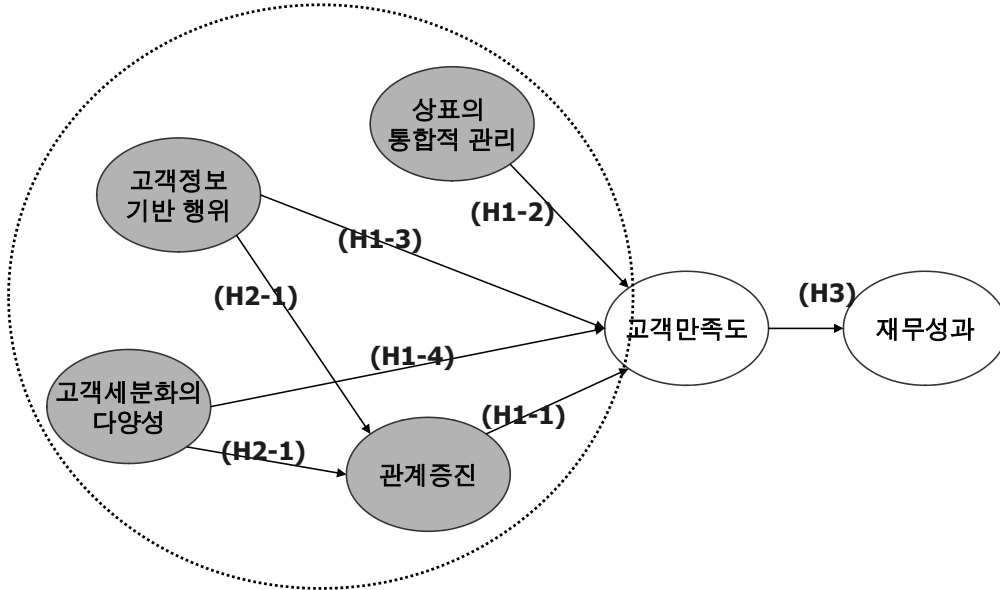 상표의
통합적 관리
고객정보
기반 행위
(H1-2)
(H1-3)
(H2-1)
(H3)
고객만족도
재무성과
(H1-4)
고객세분화의
다양성
(H1-1)
(H2-1)
관계증진